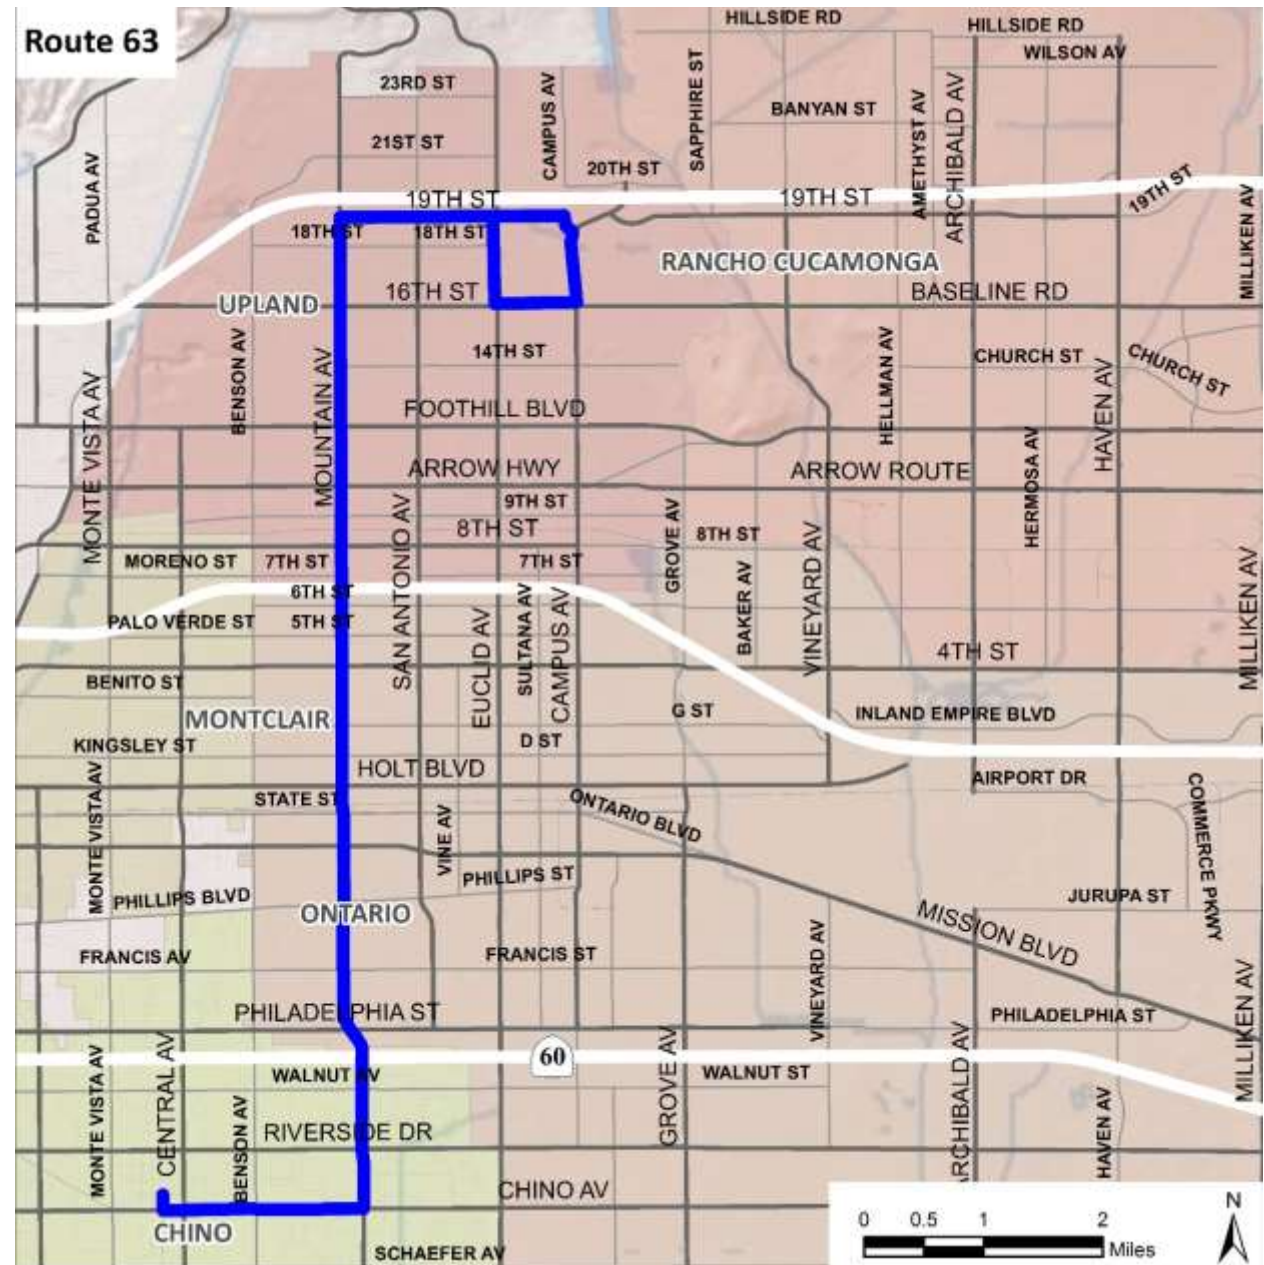 Route 63
HILLSIDE RD
HILLSIDE RD
WILSON AV
23RD ST
CAMPUS AV
SAPPHIRE ST
BANYAN ST
AMETHYST AV
ARCHIBALD AV
21ST ST
PADUA AV
20TH ST
19TH ST
19TH ST
19TH ST
MILLIKEN AV
18TH ST
18TH ST
RANCHO CUCAMONGA
16TH ST
BASELINE RD
UPLAND
BENSON AV
MOUNTAIN AV
14TH ST
HELLMAN AV
CHURCH ST
CHURCH ST
MONTE VISTA AV
FOOTHILL BLVD
HAVEN AV
ARROW HWY
ARROW ROUTE
HERMOSA AV
9TH ST
SAN ANTONIO AV
8TH ST
GROVE AV
8TH ST
VINEYARD AV
MORENO ST
7TH ST
7TH ST
BAKER AV
MILLIKEN AV
6TH ST
SULTANA AV
CAMPUS AV
PALO VERDE ST
5TH ST
EUCLID AV
4TH ST
BENITO ST
MONTCLAIR
G ST
INLAND EMPIRE BLVD
KINGSLEY ST
D ST
HOLT BLVD
AIRPORT DR
COMMERCE PKWY
MONTE VISTA AV
STATE ST
ONTARIO BLVD
VINE AV
PHILLIPS ST
PHILLIPS BLVD
JURUPA ST
ONTARIO
MISSION BLVD
FRANCIS AV
FRANCIS ST
VINEYARD AV
MILLIKEN AV
PHILADELPHIA ST
PHILADELPHIA ST
60
MONTE VISTA AV
CENTRAL AV
WALNUT AV
GROVE AV
WALNUT ST
ARCHIBALD AV
HAVEN AV
BENSON AV
RIVERSIDE DR
CHINO AV
CHINO
SCHAEFER AV
N
0 0.5 1 2
Miles